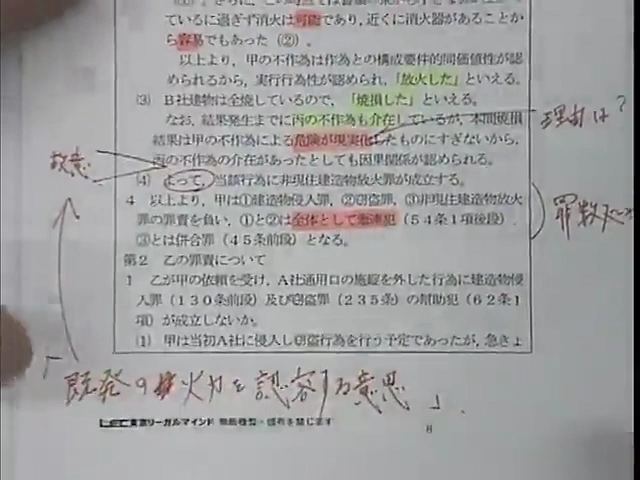 ているに過ぎず消火は可能であり,近くに消火器があることか
ら容易でもあった(②)。
以上より,甲の不作為は作為との構成要件的同価値性が認
められるから,実行行為性が認められ,「放火した」といえる。
(3) B社建物は全焼しているので,「焼損した」といえる。
なお,結果発生までに丙の不作為も介在しているが,本問焼損
結果は甲の不作為による危険が現実化したものにすぎないから,
丙の不作為の介在があったとしても因果関係が認められる。
理由は?
故意
(4) よって,当該行為に非現住建造物放火罪が成立する。
4 以上より,甲は①建造物侵入罪,②窃盗罪,③非現住建造物放火
罪の罪責を負い,①と②は全体として牽連犯(54条1項後段)
③とは併合罪(45条前段)となる。
罪数処理
第2 乙の罪責について
1 乙が甲の依頼を受け,A社通用口の施錠を外した行為に建造物侵
入罪(130条前段)及び窃盗罪(235条)の幇助犯(62条1
項)が成立しないか。
(1) 甲は当初A社に侵入し窃盗行為を行う予定であったが,急きょ
「既発の火力を認容する意思」.
東京リーガルマインド 無断複製・頒布を禁じます
8